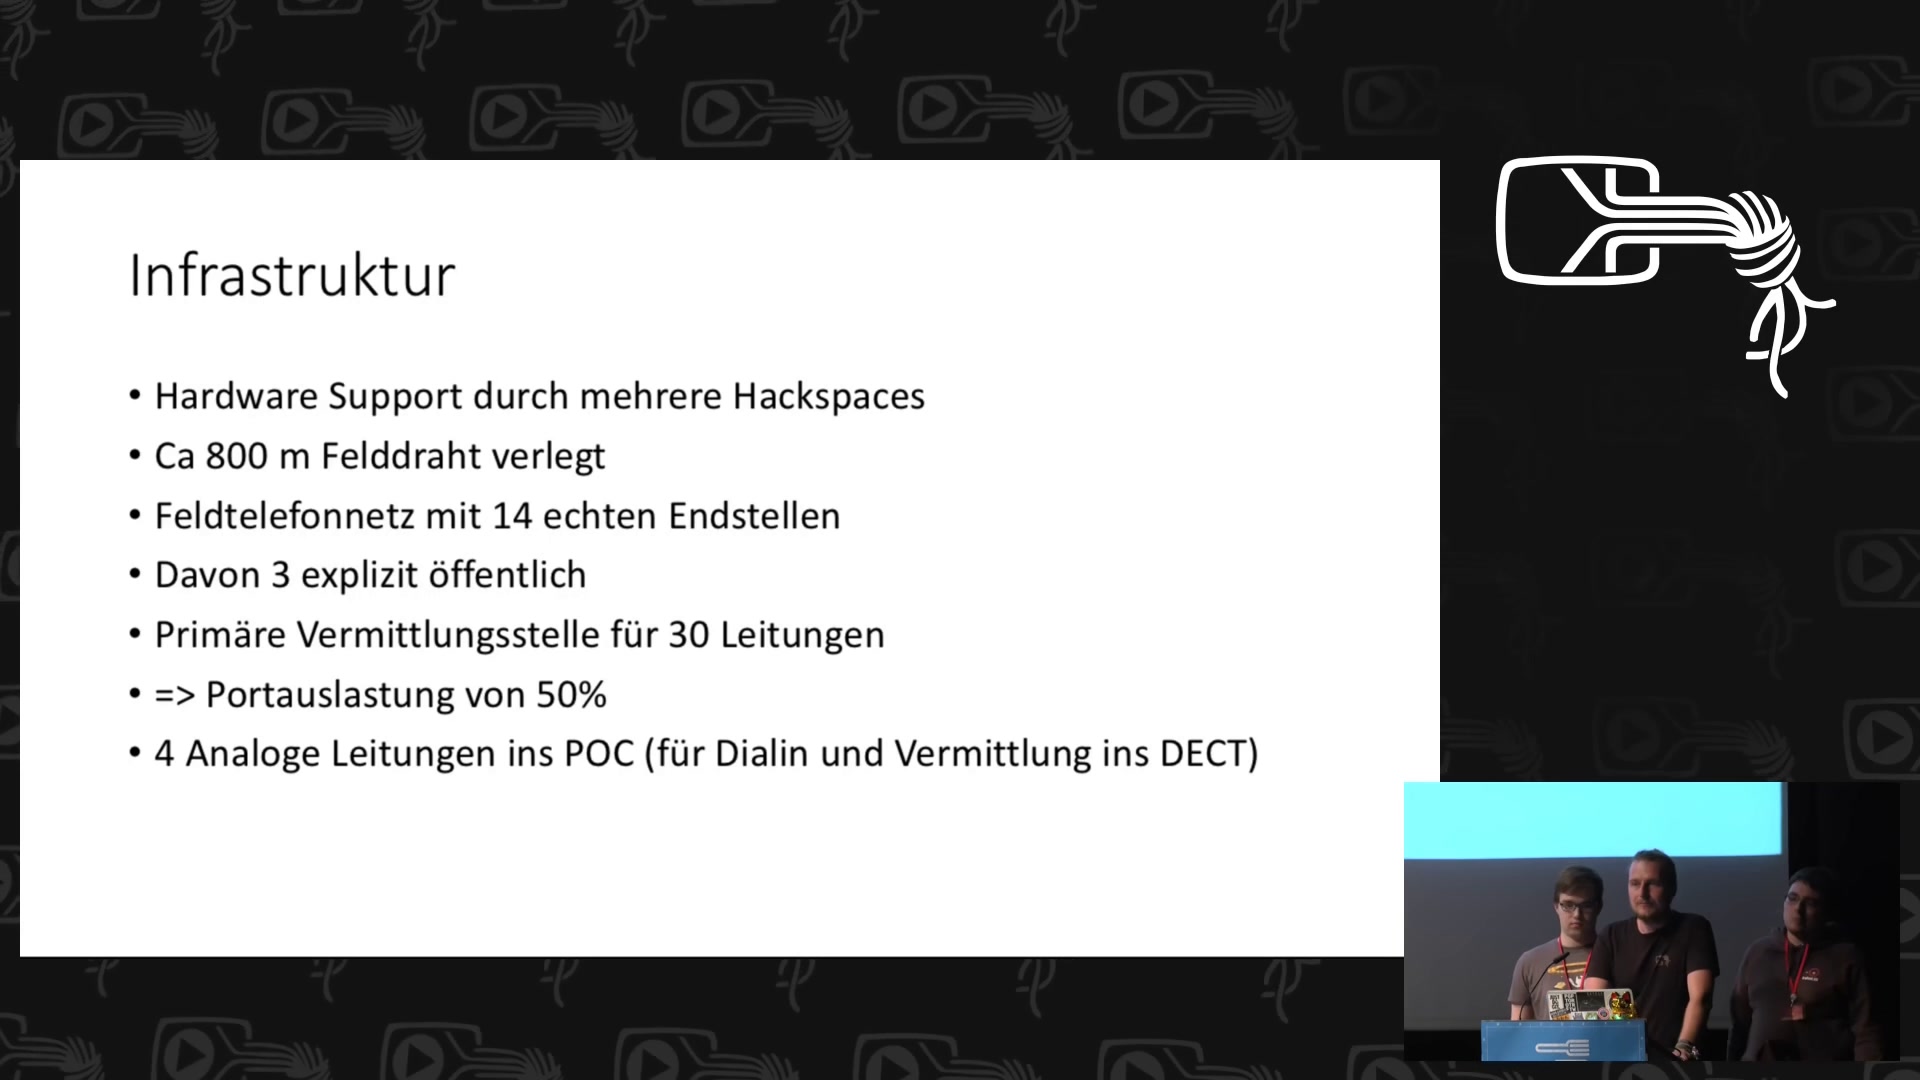 Infrastruktur
• Hardware Support durch mehrere Hackspaces
• Ca 800 m Felddraht verlegt
• Feldtelefonnetz mit 14 echten Endstellen
• Davon 3 explizit öffentlich
• Primäre Vermittlungsstelle für 30 Leitungen
• => Portauslastung von 50%
• 4 Analoge Leitungen ins POC (für Dialin und Vermittlung ins DECT)